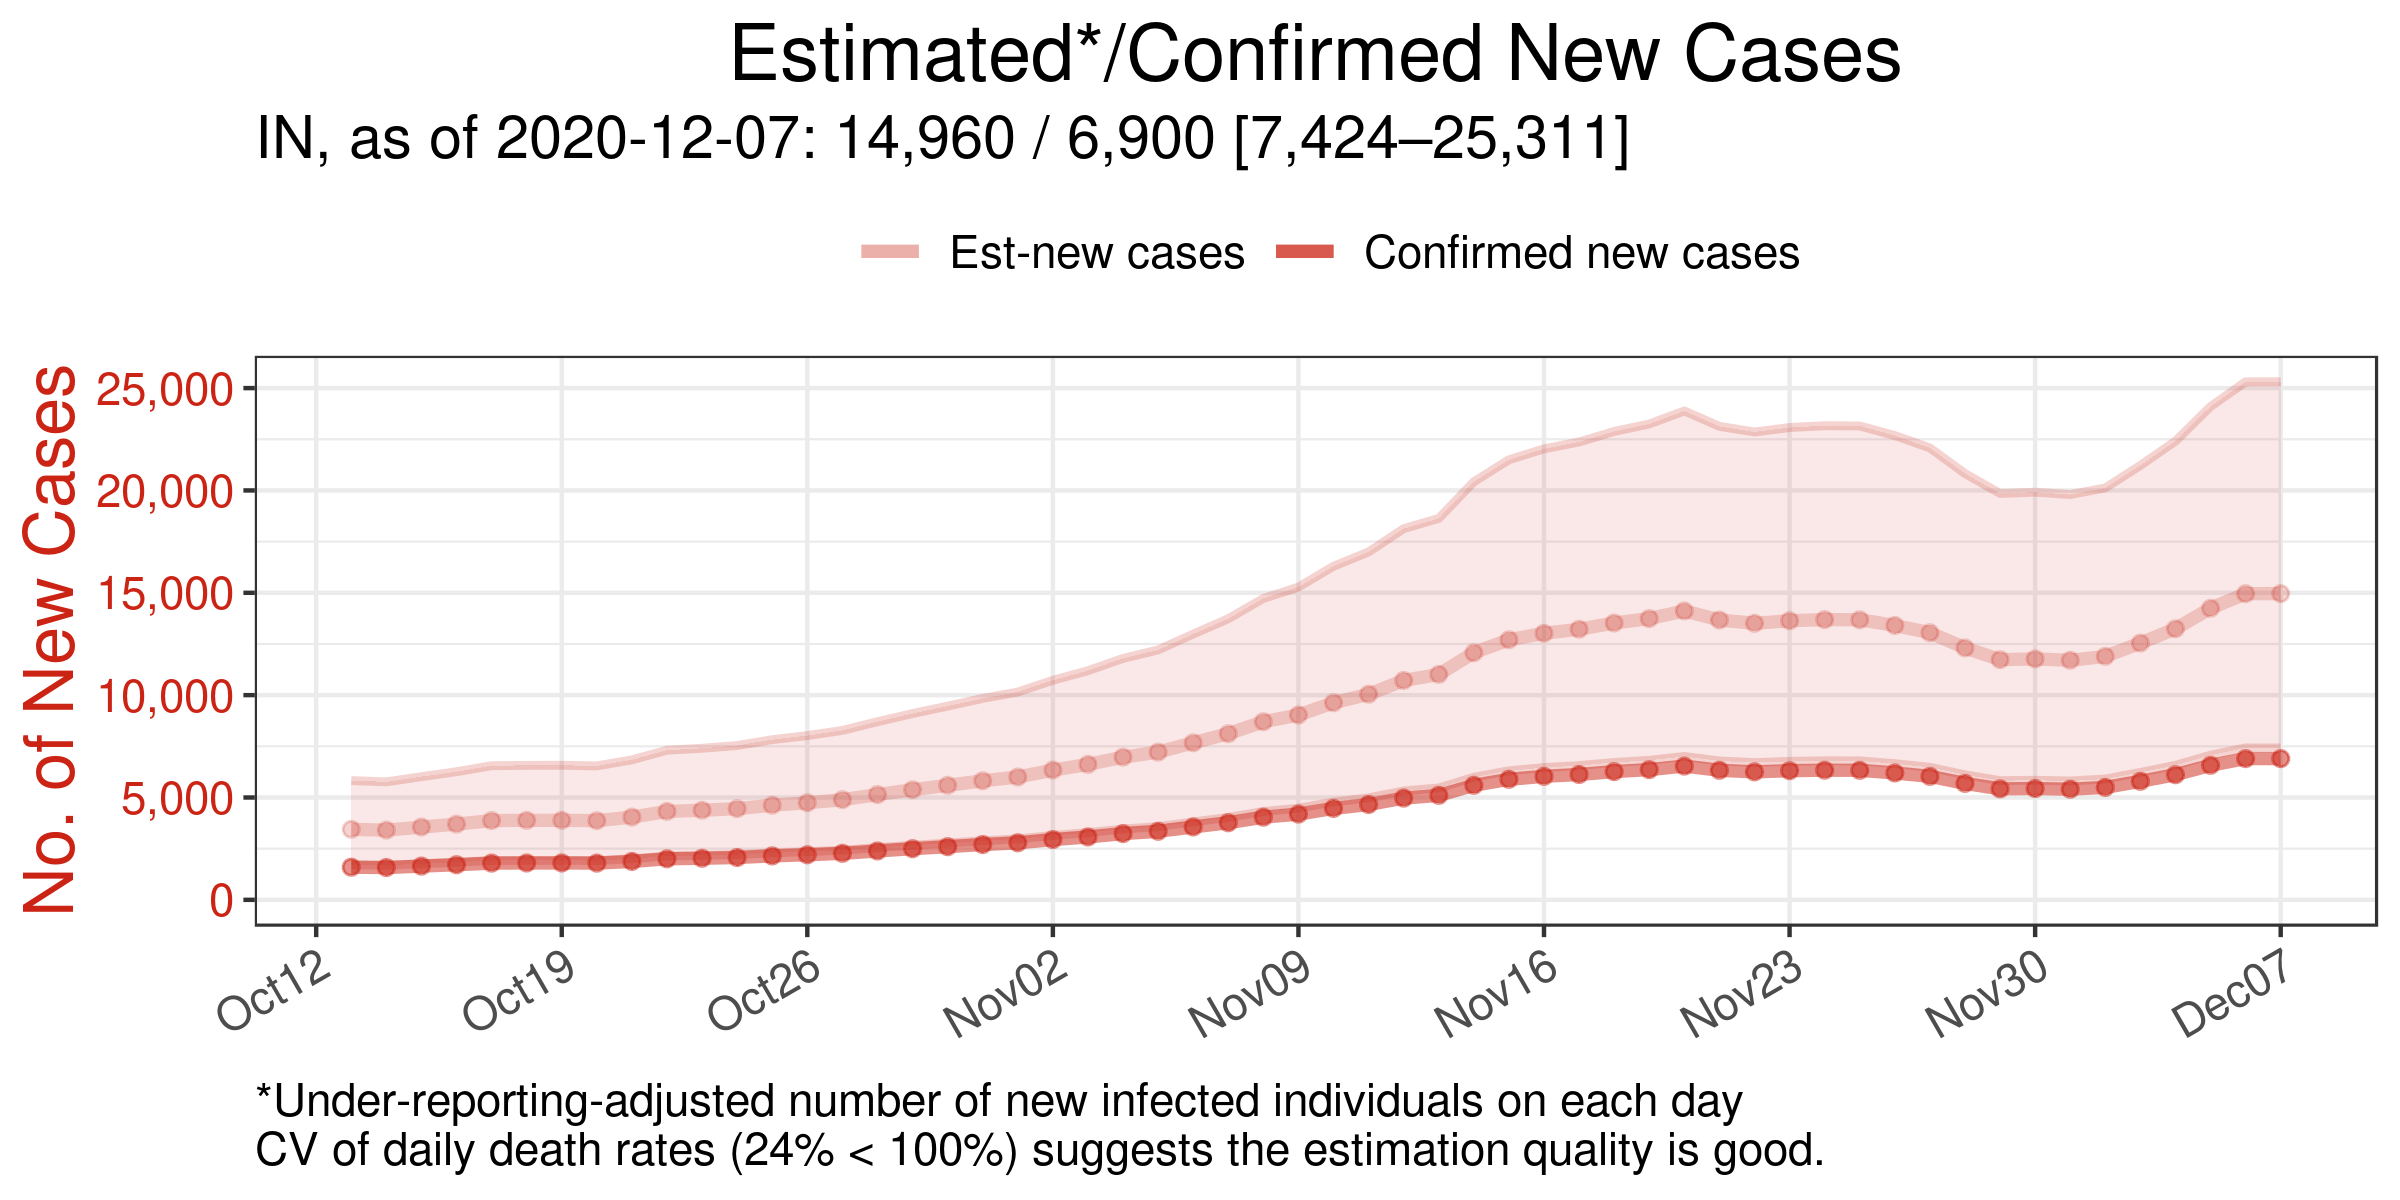 Estimated*/Confirmed New Cases
IN, as of 2020-12-07: 14,960 / 6,900 [7,424–25,311]
Est-new cases
Confirmed new cases
No. of New Cases
25,000
20,000
15,000
10,000
5,000
0
Oct12
Oct19
Oct26
Nov02
Nov09
Nov16
Nov23
Nov30
Dec07
*Under-reporting-adjusted number of new infected individuals on each day
CV of daily death rates (24% < 100%) suggests the estimation quality is good.